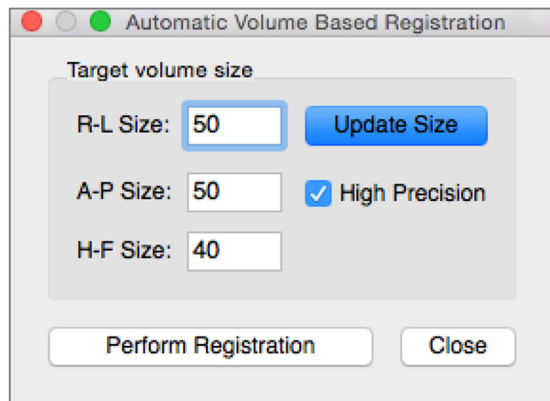 Automatic Volume Based Registration
Target volume size
R-L Size: 50 Update Size
A-P Size: 50 High Precision
H-F Size: 40
Perform Registration Close